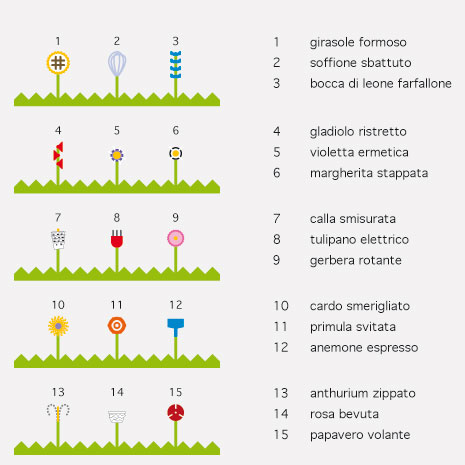 1 2 3
1 girasole formoso
2 soffione sbattuto
3 bocca di leone farfallone
4 5 6
4 gladiolo ristretto
5 violetta ermetica
6 margherita stappata
7 8 9
7 calla smisurata
8 tulipano elettrico
9 gerbera rotante
10 11 12
10 cardo smerigliato
11 primula svitata
12 anemone espresso
13 14 15
13 anthurium zippato
14 rosa bevuta
15 papavero volante